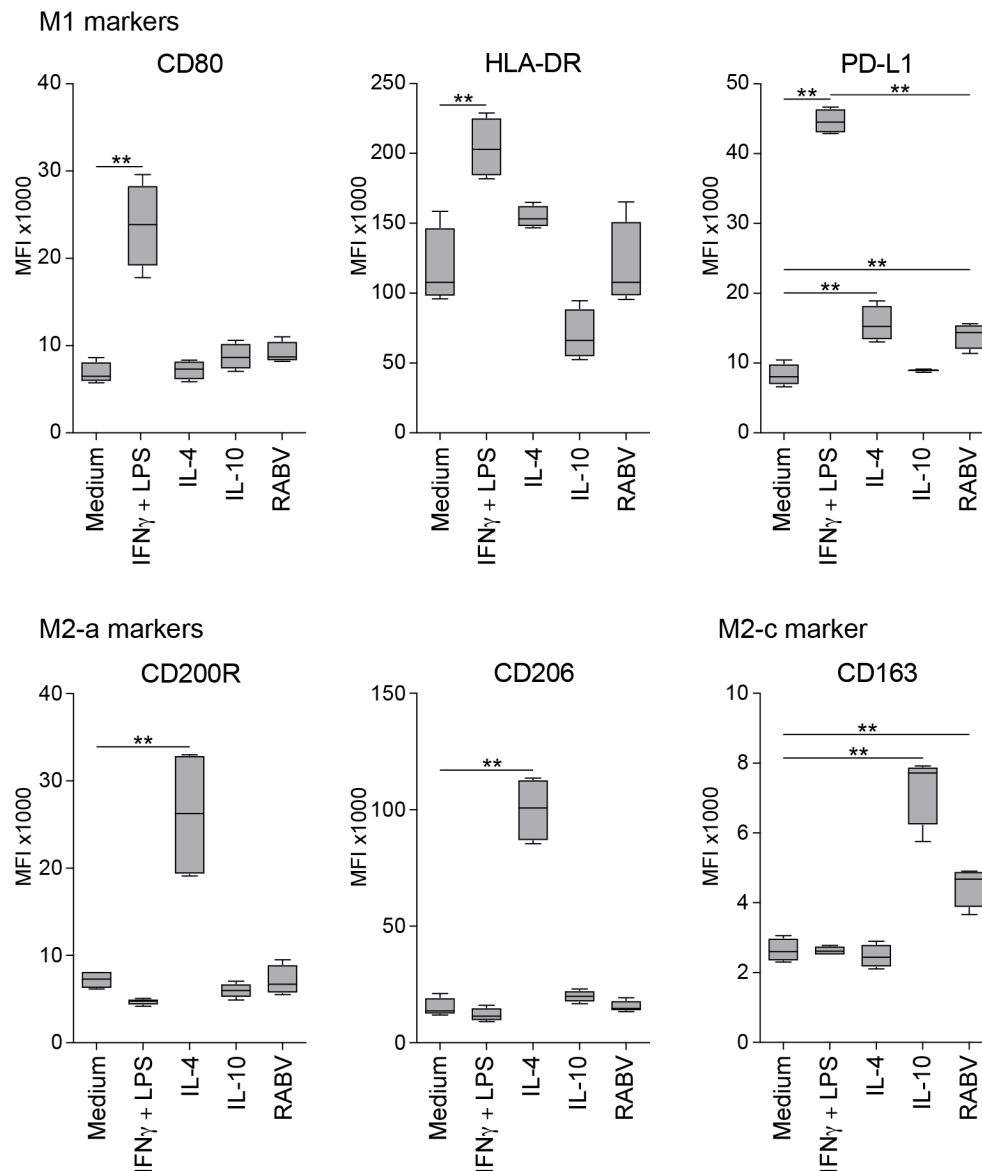 M1 markers
CD80
HLA-DR
PD-L1
MFI x1000
40
30
20
10
0
**
Medium
IFNγ + LPS
IL-4
IL-10
RABV
MFI x1000
250
200
150
100
50
0
**
Medium
IFNγ + LPS
IL-4
IL-10
RABV
MFI x1000
50
40
30
20
10
0
**
**
**
**
Medium
IFNγ + LPS
IL-4
IL-10
RABV
M2-a markers
M2-c marker
CD200R
CD206
CD163
MFI x1000
40
30
20
10
0
**
Medium
IFNγ + LPS
IL-4
IL-10
RABV
MFI x1000
150
100
50
0
**
Medium
IFNγ + LPS
IL-4
IL-10
RABV
MFI x1000
10
8
6
4
2
0
**
**
Medium
IFNγ + LPS
IL-4
IL-10
RABV